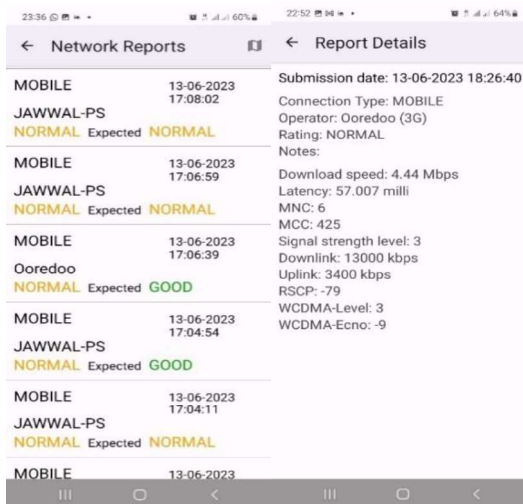 23:36 60%
← Network Reports
MOBILE 13-06-2023
17:08:02
JAWWAL-PS
NORMAL Expected NORMAL
MOBILE 13-06-2023
17:06:59
JAWWAL-PS
NORMAL Expected NORMAL
MOBILE 13-06-2023
17:06:39
Ooredoo
NORMAL Expected GOOD
MOBILE 13-06-2023
17:04:54
JAWWAL-PS
NORMAL Expected GOOD
MOBILE 13-06-2023
17:04:11
JAWWAL-PS
NORMAL Expected NORMAL
MOBILE 13-06-2023
22:52 64%
← Report Details
Submission date: 13-06-2023 18:26:40
Connection Type: MOBILE
Operator: Ooredoo (3G)
Rating: NORMAL
Notes:
Download speed: 4.44 Mbps
Latency: 57.007 milli
MNC: 6
MCC: 425
Signal strength level: 3
Downlink: 13000 kbps
Uplink: 3400 kbps
RSCP: -79
WCDMA-Level: 3
WCDMA-Ecno: -9